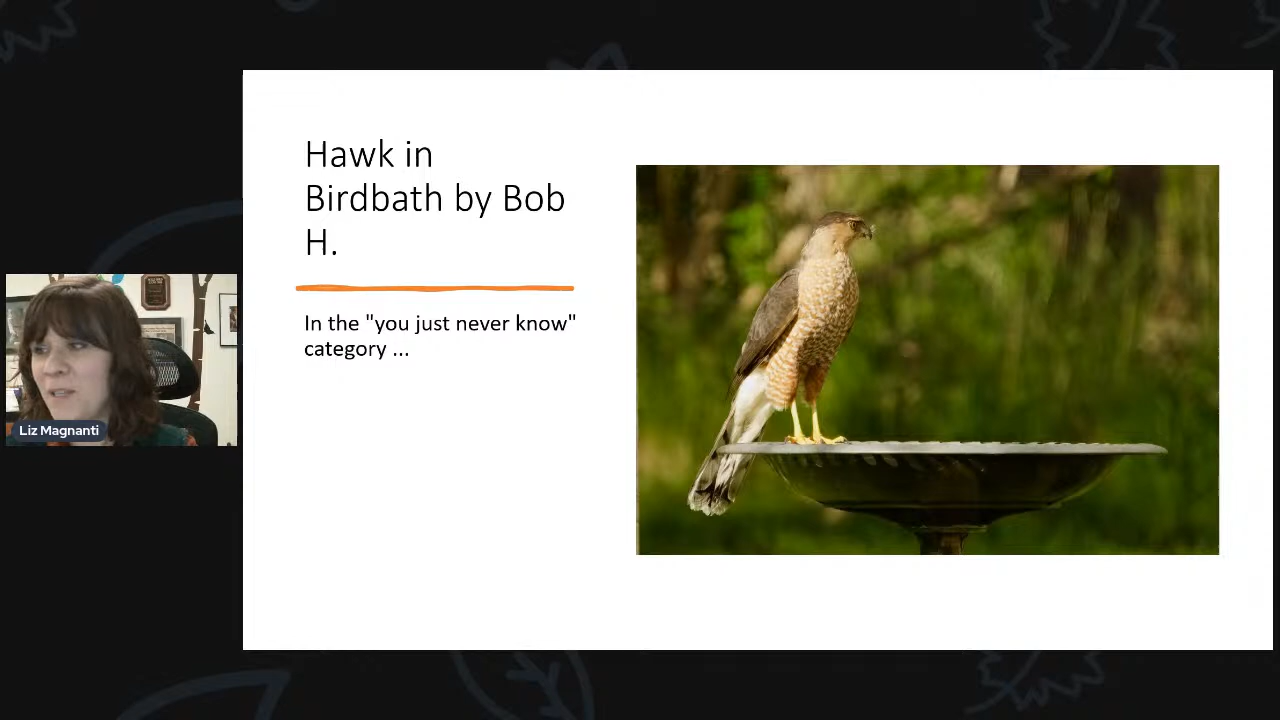 Hawk in
Birdbath by Bob
H.
In the "you just never know"
category ...
Liz Magnanti